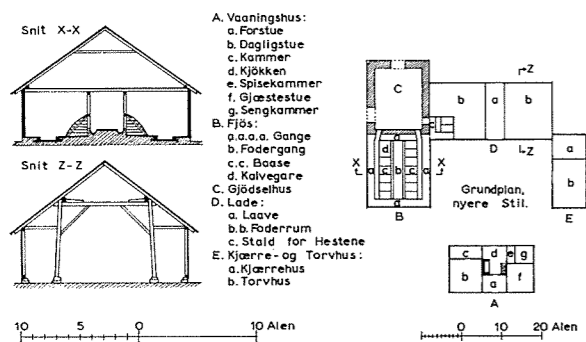 Snit X-X
Snit Z-Z
A. Vaaningshus:
a. Forstue
b. Dagligstue
c. Kammer
d. Kjökken
e. Spisekammer
f. Gjæstestue
g. Sengkammer
B. Fjös:
a.a.a.a. Gange
b. Fodergang
c.c. Baase
d. Kalvegare
C. Gjödselhus
D. Lade:
a. Laave
b.b. Foderrum
c. Stald for Hestene
E. Kjærre- og Torvhus:
a. Kjærrehus
b. Torvhus
Z
C
b a b
c
a
a
d
b
X a c b c a X
a
D
Z
B
E
Grundplan,
nyere Stil.
c d e g
b a f
A
10 5 0 10 Alen
0 10 20 Alen